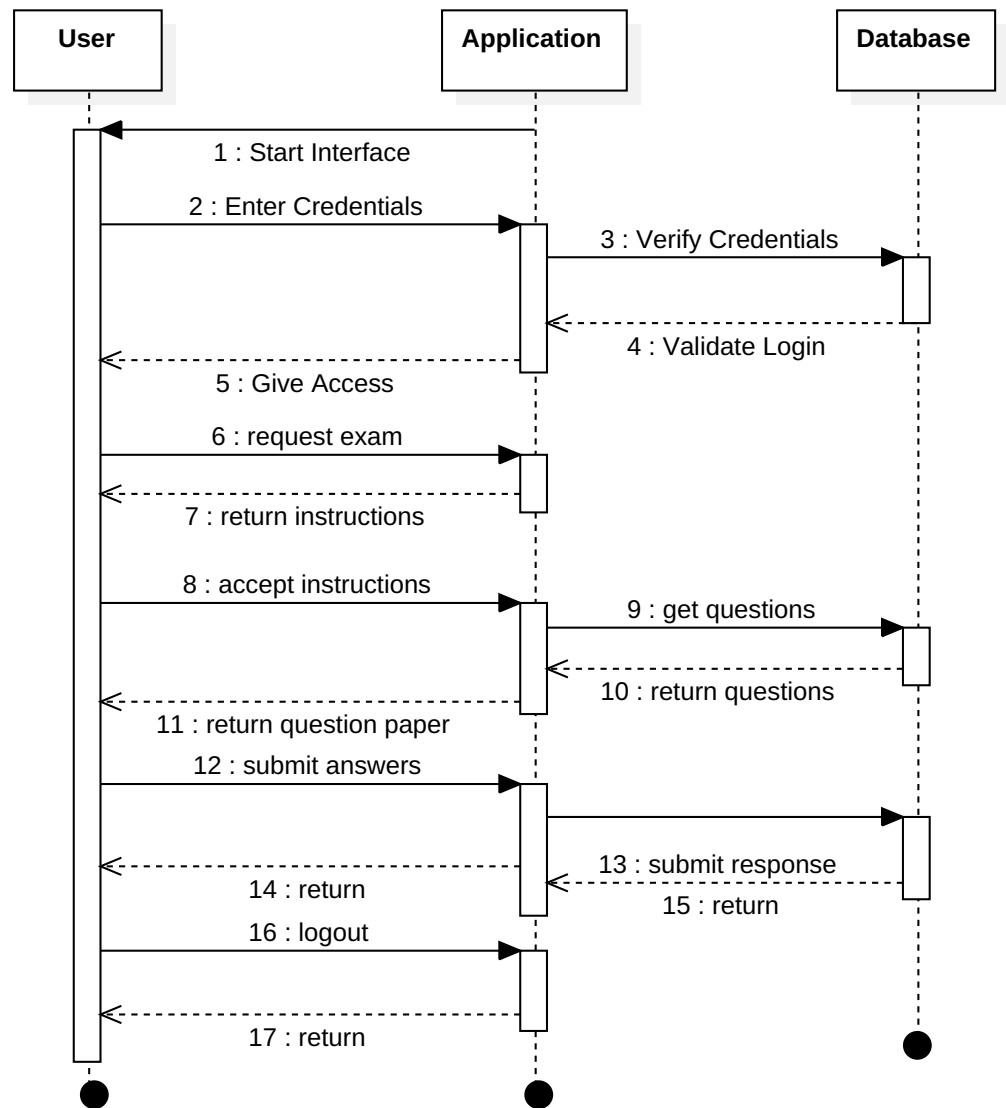 User
Application
Database
1 : Start Interface
2 : Enter Credentials
3 : Verify Credentials
4 : Validate Login
5 : Give Access
6 : request exam
7 : return instructions
8 : accept instructions
9 : get questions
10 : return questions
11 : return question paper
12 : submit answers
13 : submit response
14 : return
15 : return
16 : logout
17 : return